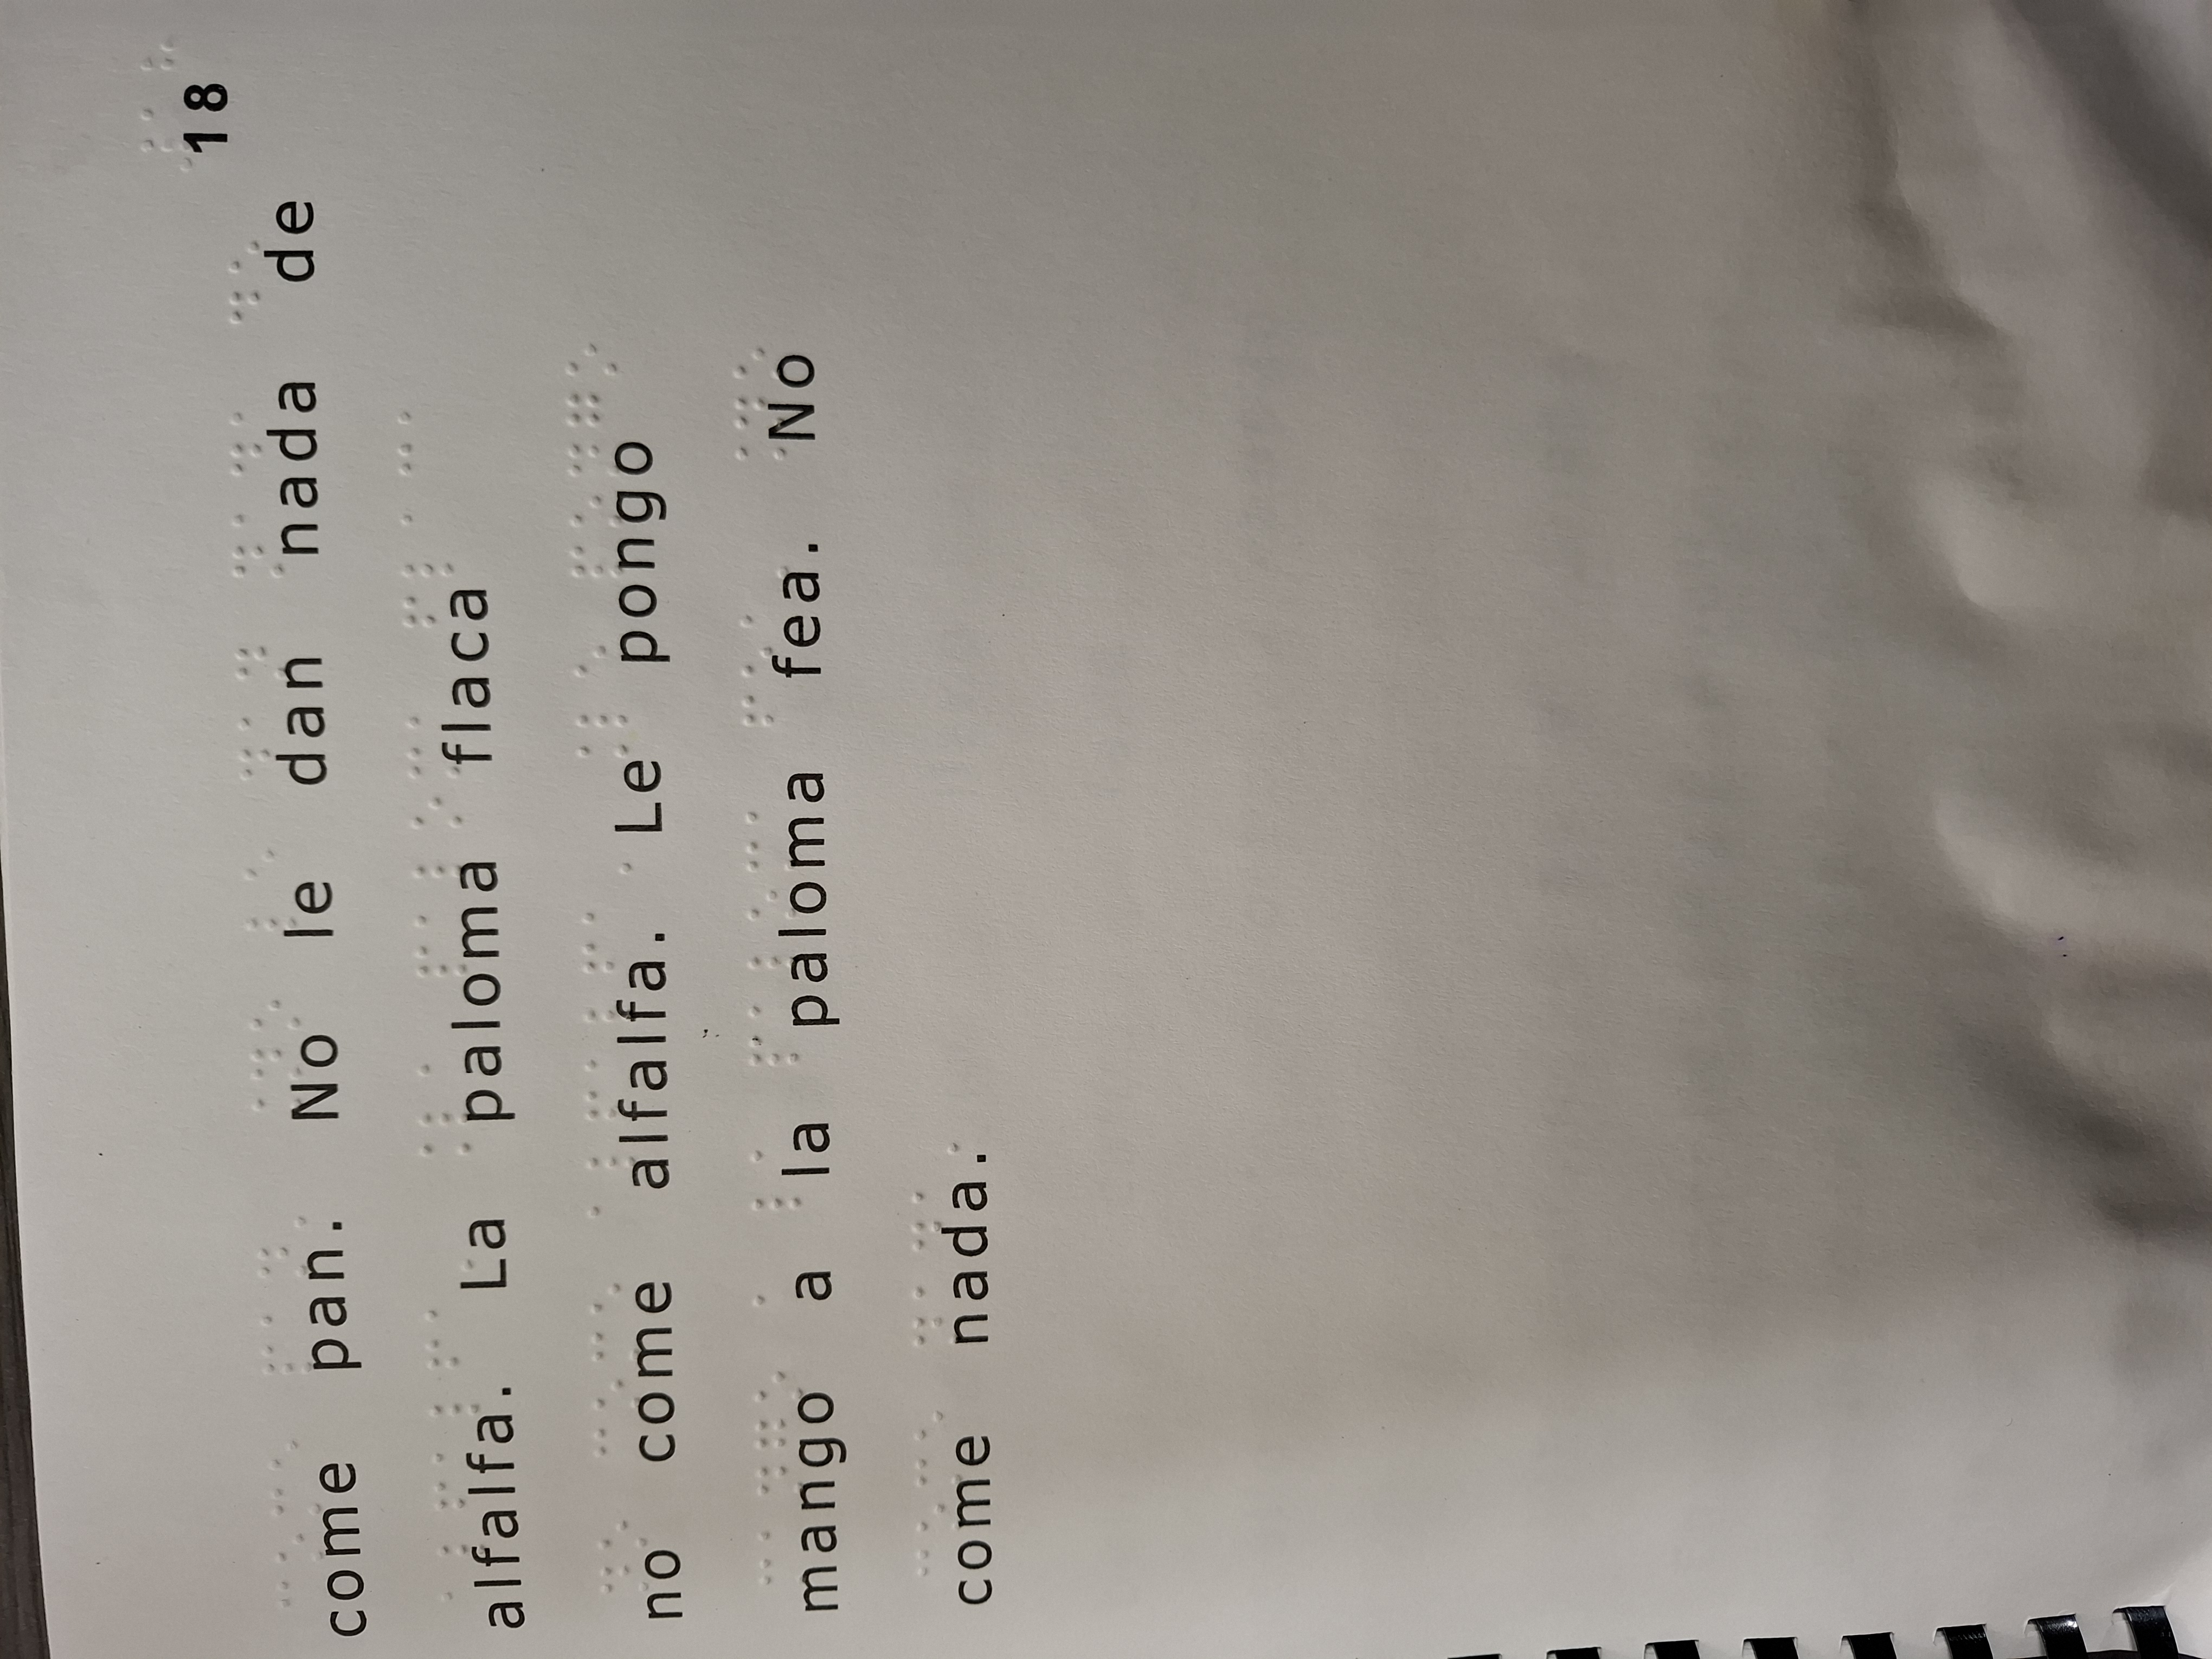 18
come pan. No le dan nada de
alfalfa. La paloma flaca
no come alfalfa. Le pongo
mango a la paloma fea. No
come nada.